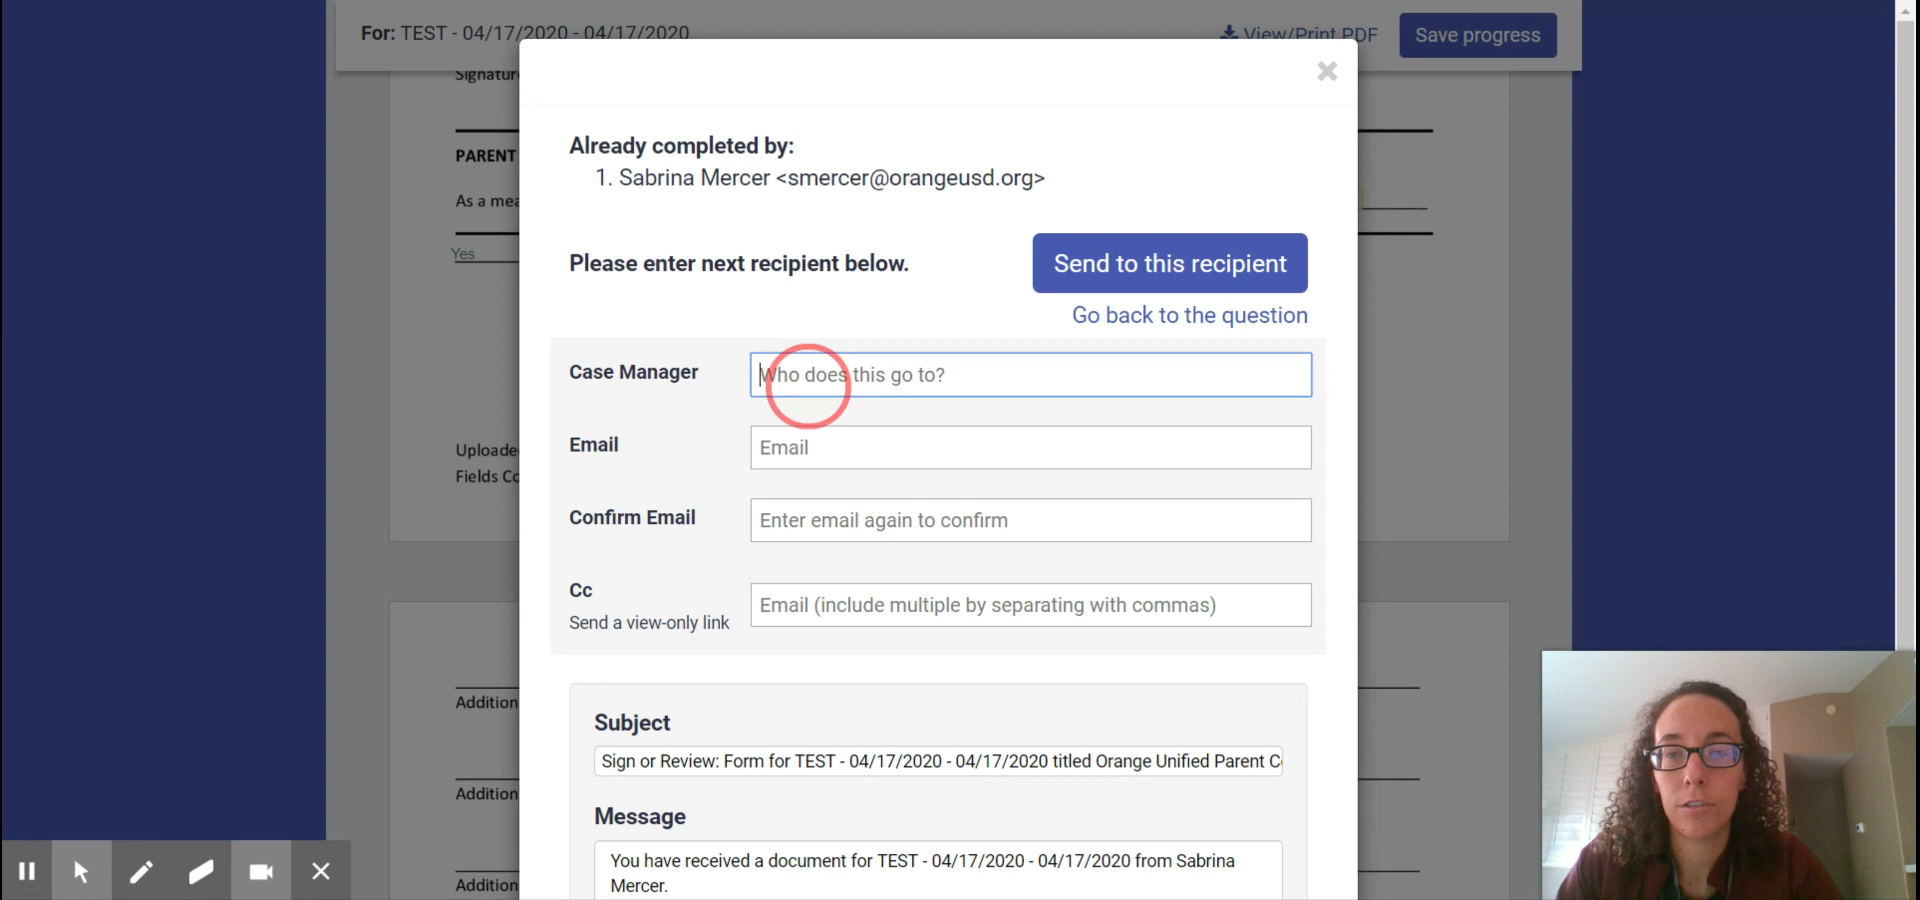 For: TEST - 04/17/2020 - 04/17/2020
View/Print PDF
Save progress
Signatur
PARENT
As a mea
Yes
Uploade
Fields Co
Addition
Addition
Addition
Already completed by:
1. Sabrina Mercer <smercer@orangeusd.org>
Please enter next recipient below.
Send to this recipient
Go back to the question
Case Manager
Who does this go to?
Email
Email
Confirm Email
Enter email again to confirm
Cc
Send a view-only link
Email (include multiple by separating with commas)
Subject
Sign or Review: Form for TEST - 04/17/2020 - 04/17/2020 titled Orange Unified Parent C
Message
You have received a document for TEST - 04/17/2020 - 04/17/2020 from Sabrina
Mercer.